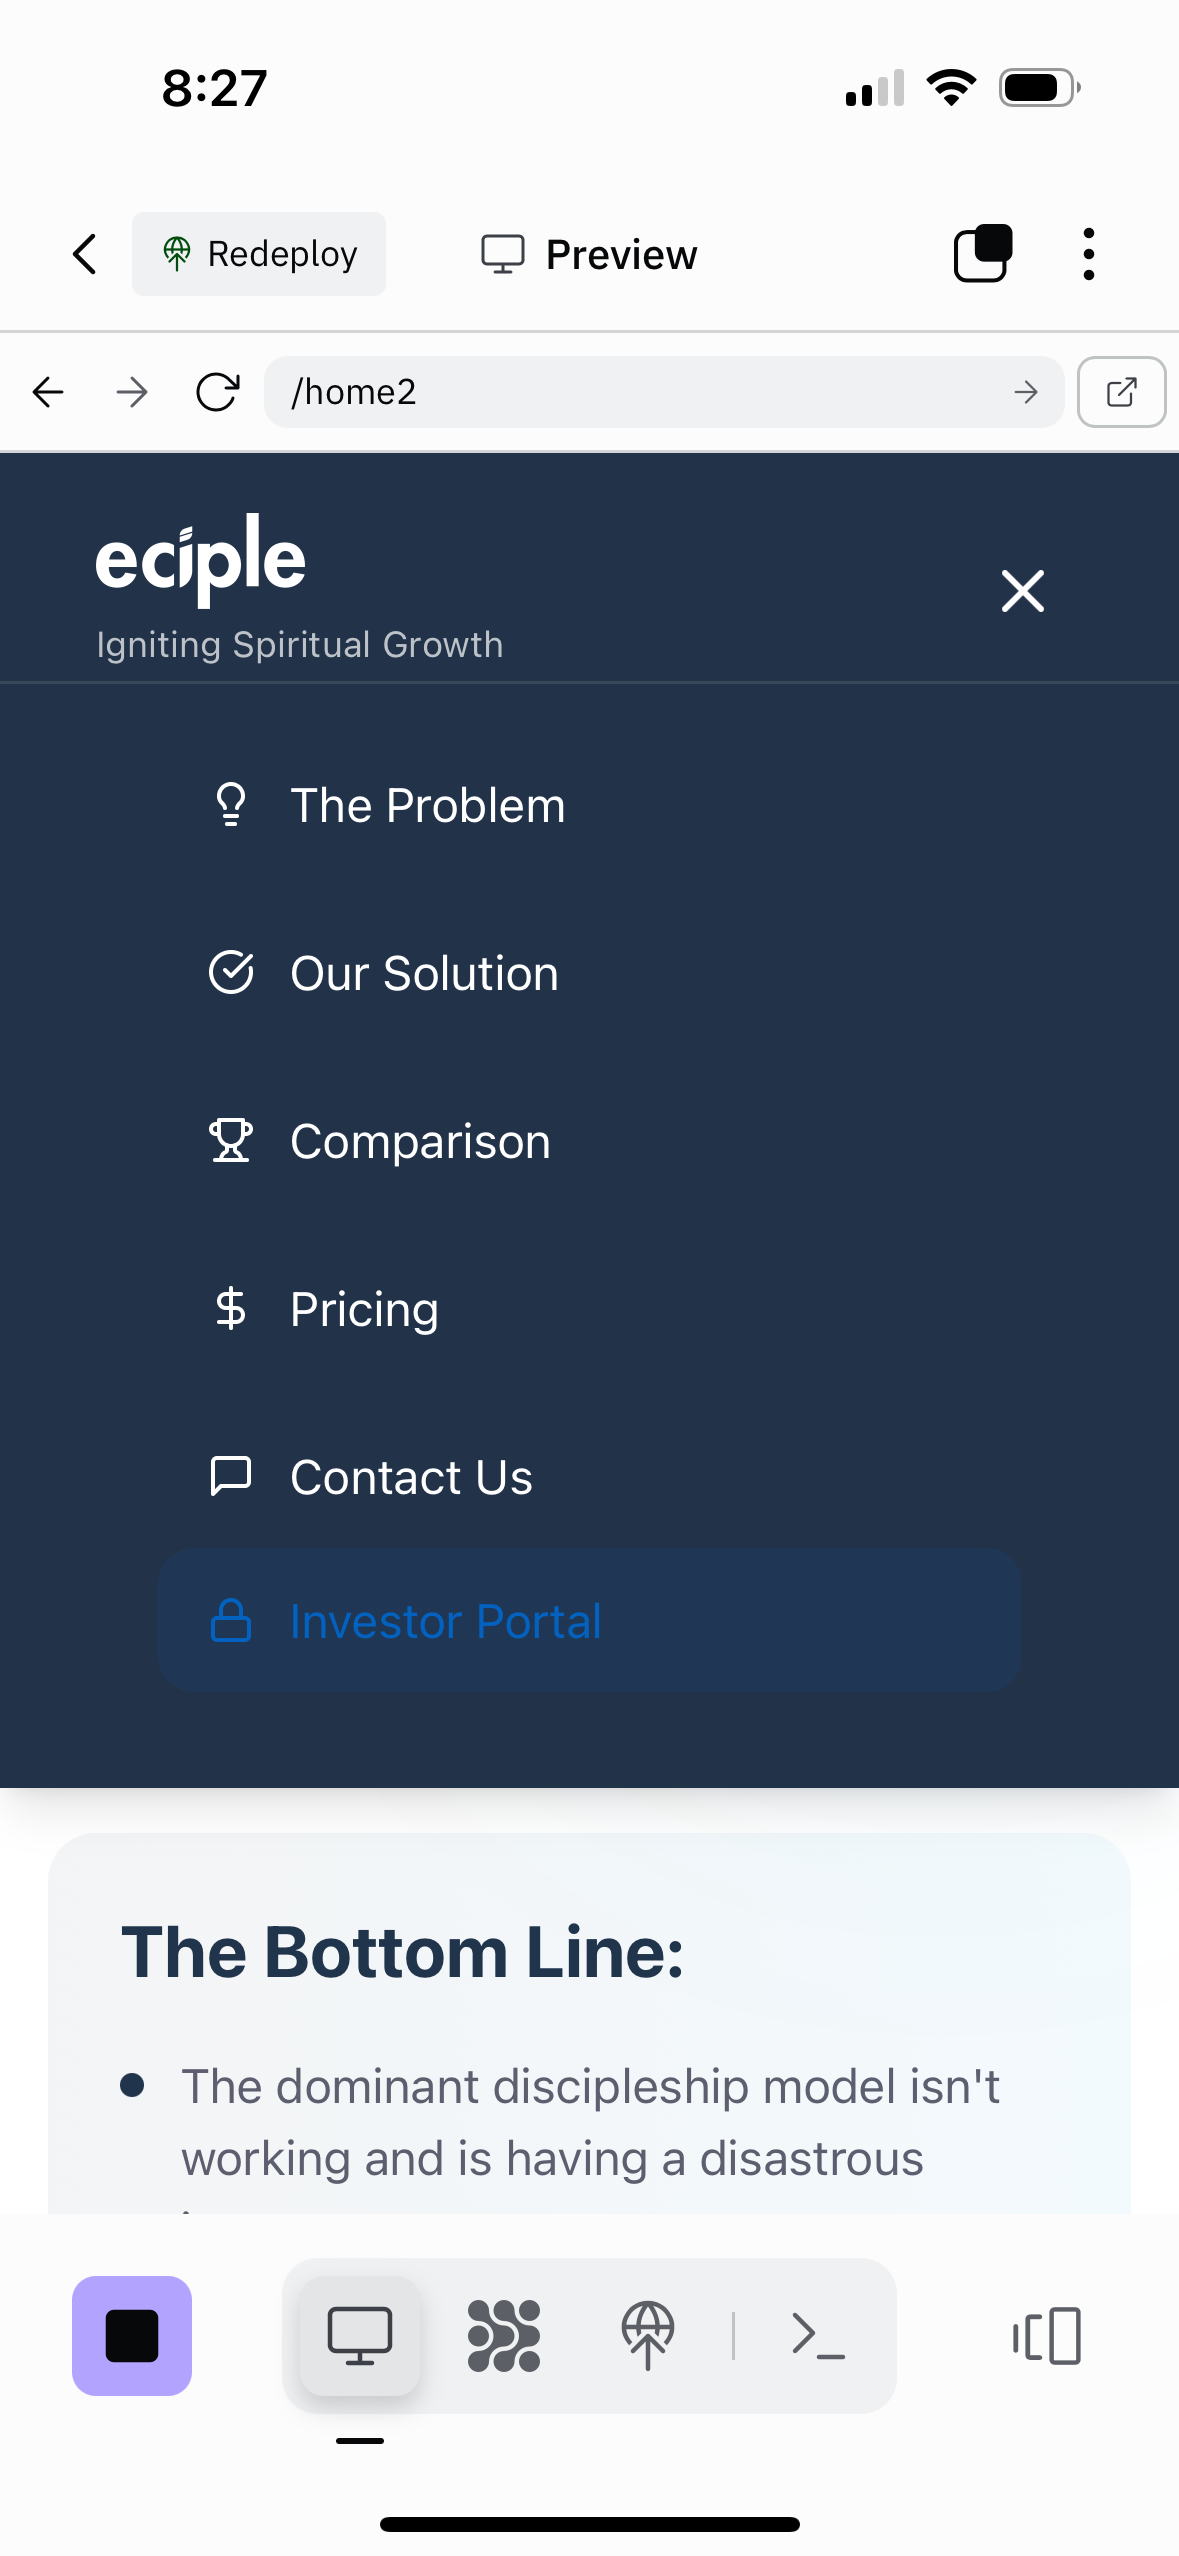 8:27
Redeploy
Preview
/home2
eciple
Igniting Spiritual Growth
The Problem
Our Solution
Comparison
Pricing
Contact Us
Investor Portal
The Bottom Line:
The dominant discipleship model isn't
working and is having a disastrous